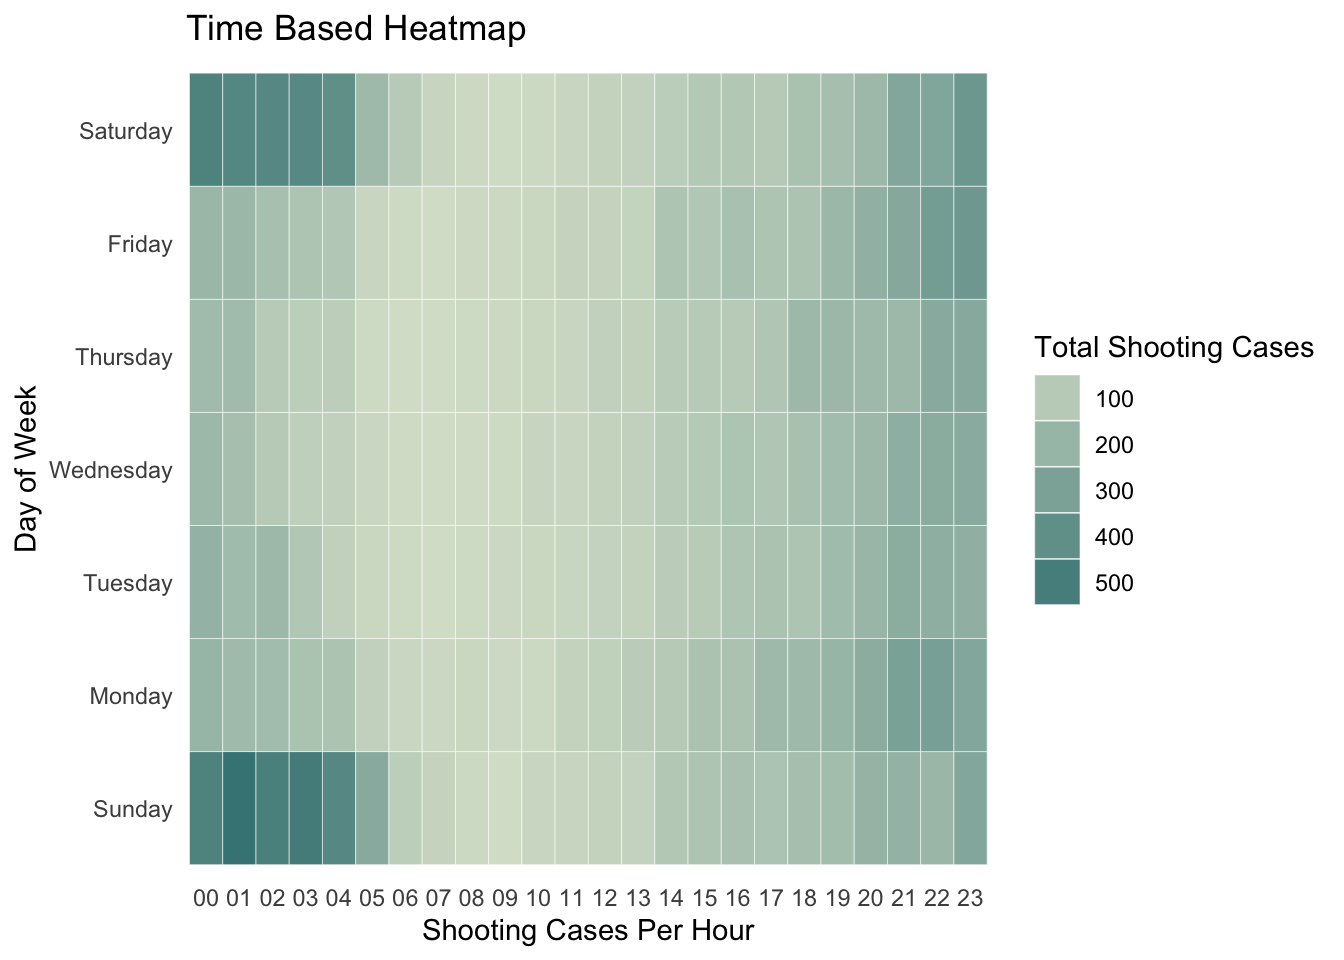 Time Based Heatmap
Day of Week
Saturday
Friday
Thursday
Wednesday
Tuesday
Monday
Sunday
00 01 02 03 04 05 06 07 08 09 10 11 12 13 14 15 16 17 18 19 20 21 22 23
Shooting Cases Per Hour
Total Shooting Cases
100
200
300
400
500